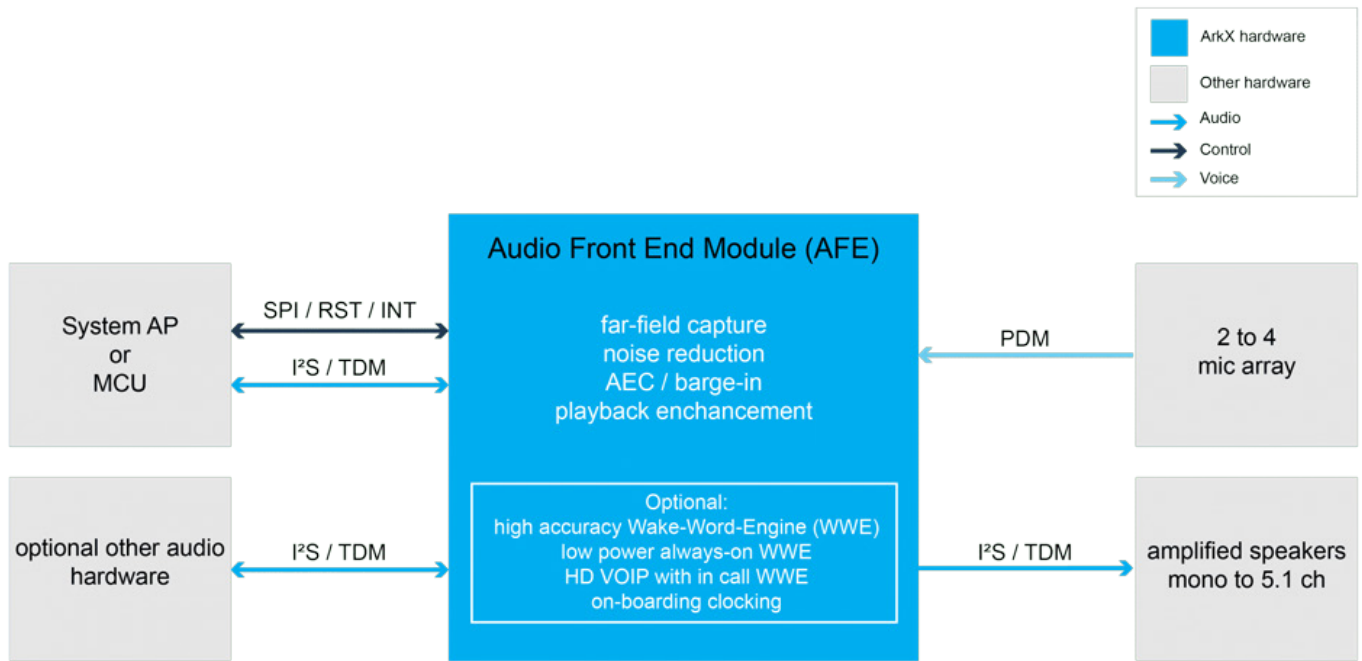 ArkX hardware
Other hardware
Audio
Control
Voice
Audio Front End Module (AFE)
System AP
or
MCU
SPI / RST / INT
I²S / TDM
far-field capture
noise reduction
AEC / barge-in
playback enchancement
PDM
2 to 4
mic array
optional other audio
hardware
I²S / TDM
Optional:
high accuracy Wake-Word-Engine (WWE)
low power always-on WWE
HD VOIP with in call WWE
on-boarding clocking
I²S / TDM
amplified speakers
mono to 5.1 ch